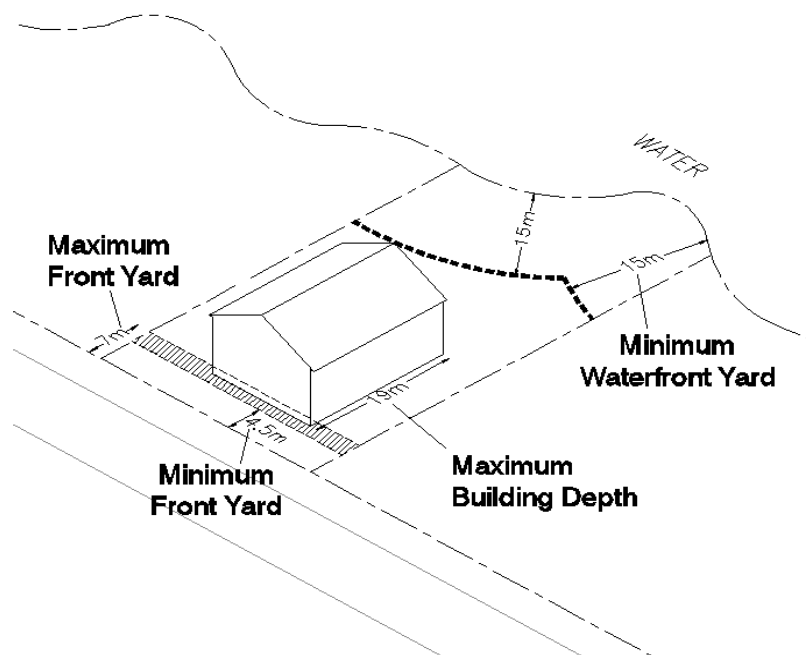 WATER
15m
Maximum
Front Yard
15m
7m
Minimum
Waterfront Yard
19m
4.5m
Maximum
Building Depth
Minimum
Front Yard